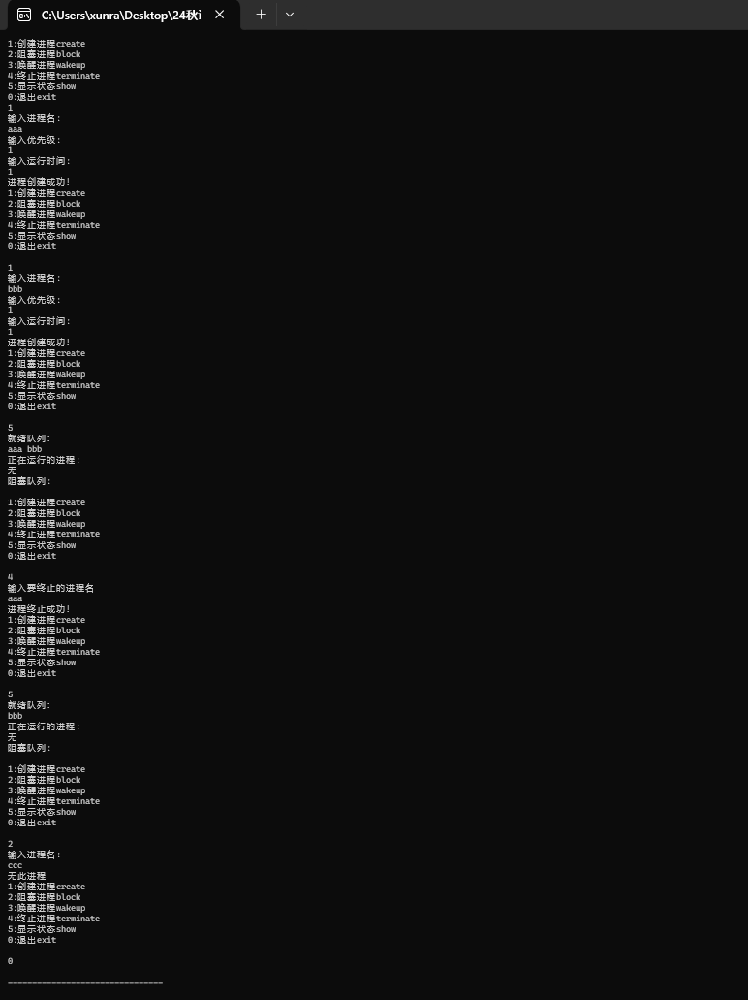 C:\Users\xunra\Desktop\24秋
1:创建进程create
2:阻塞进程block
3:唤醒进程wakeup
4:终止进程terminate
5:显示状态show
0:退出exit
1
输入进程名:
aaa
输入优先级:
1
输入运行时间:
1
进程创建成功!
1:创建进程create
2:阻塞进程block
3:唤醒进程wakeup
4:终止进程terminate
5:显示状态show
0:退出exit
1
输入进程名:
bbb
输入优先级:
1
输入运行时间:
1
进程创建成功!
1:创建进程create
2:阻塞进程block
3:唤醒进程wakeup
4:终止进程terminate
5:显示状态show
0:退出exit
5
就绪队列:
aaa bbb
正在运行的进程:
无
阻塞队列:
1:创建进程create
2:阻塞进程block
3:唤醒进程wakeup
4:终止进程terminate
5:显示状态show
0:退出exit
4
输入要终止的进程名
aaa
进程终止成功!
1:创建进程create
2:阻塞进程block
3:唤醒进程wakeup
4:终止进程terminate
5:显示状态show
0:退出exit
5
就绪队列:
bbb
正在运行的进程:
无
阻塞队列:
1:创建进程create
2:阻塞进程block
3:唤醒进程wakeup
4:终止进程terminate
5:显示状态show
0:退出exit
2
输入进程名:
ccc
无此进程
1:创建进程create
2:阻塞进程block
3:唤醒进程wakeup
4:终止进程terminate
5:显示状态show
0:退出exit
0
--------------------------------